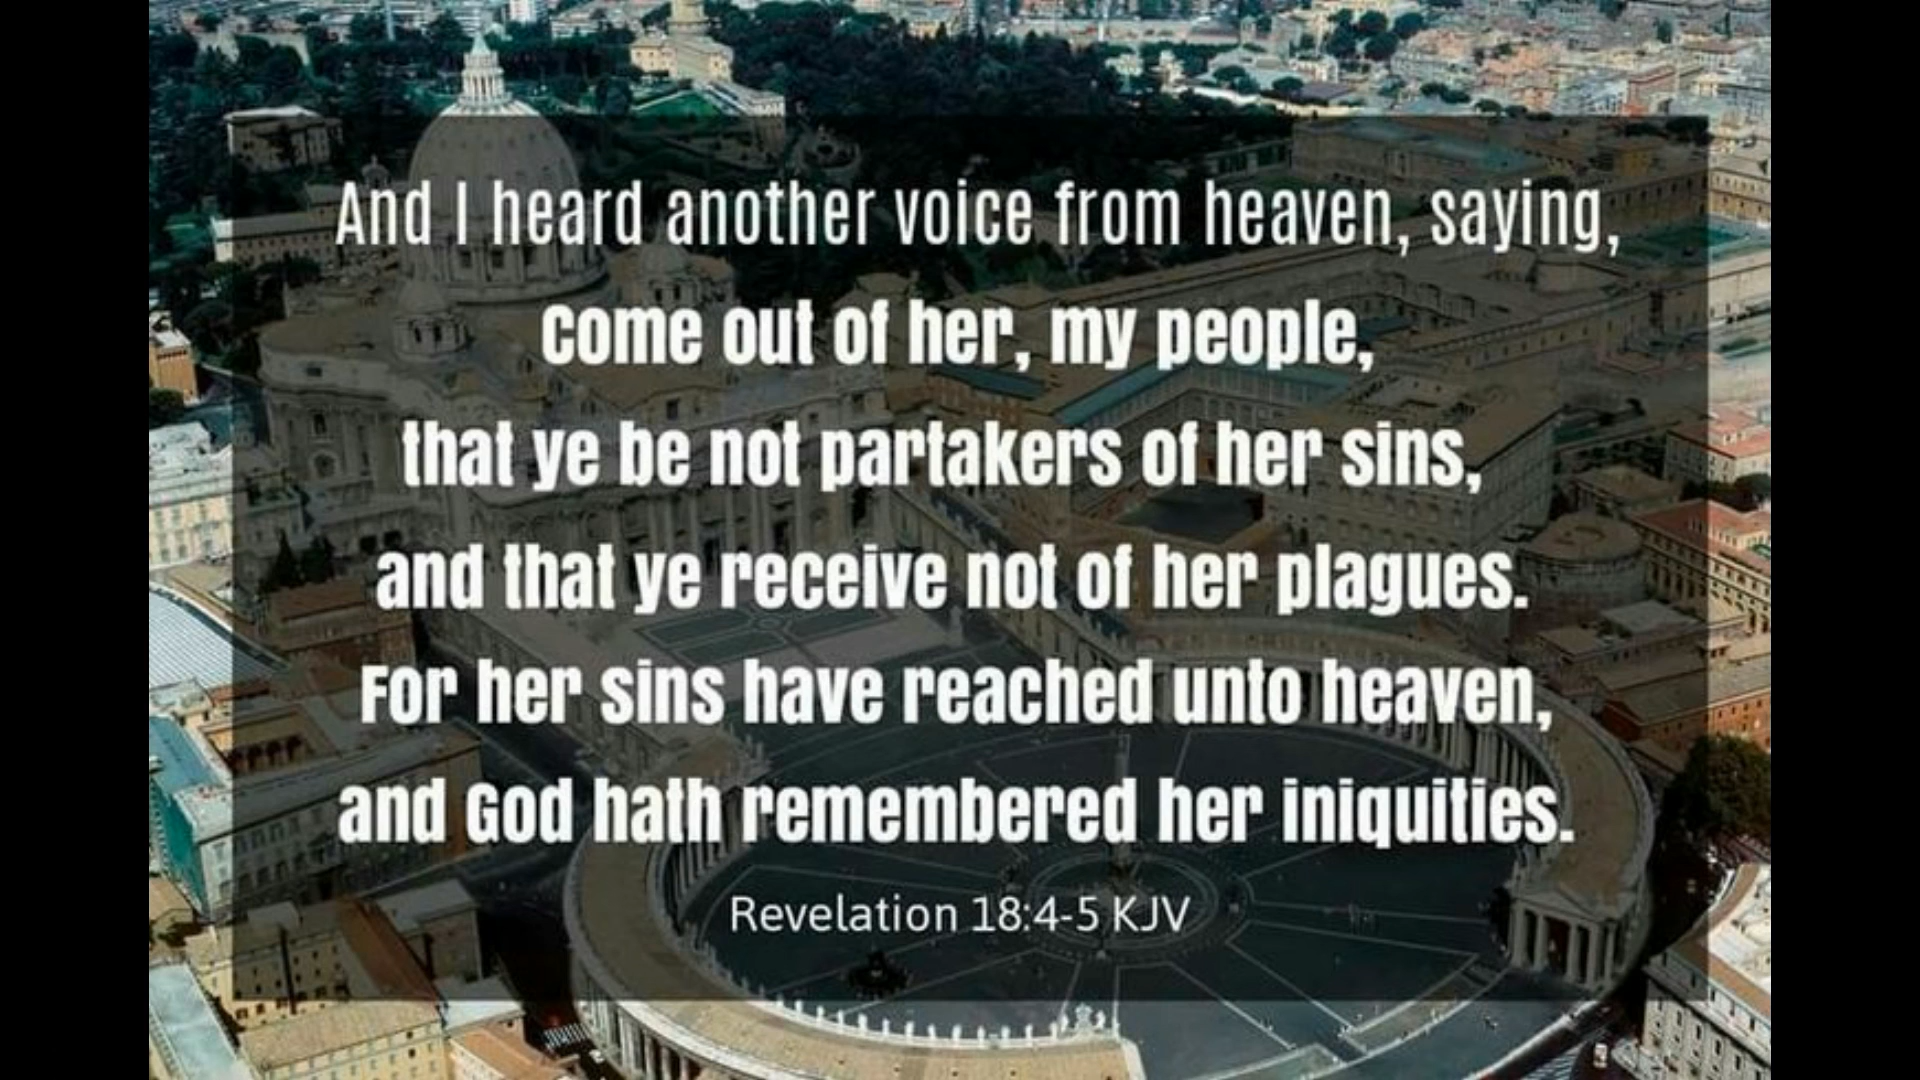 And I heard another voice from heaven, saying,
Come out of her, my people,
that ye be not partakers of her sins,
and that ye receive not of her plagues.
For her sins have reached unto heaven,
and God hath remembered her iniquities.
Revelation 18:4-5 KJV